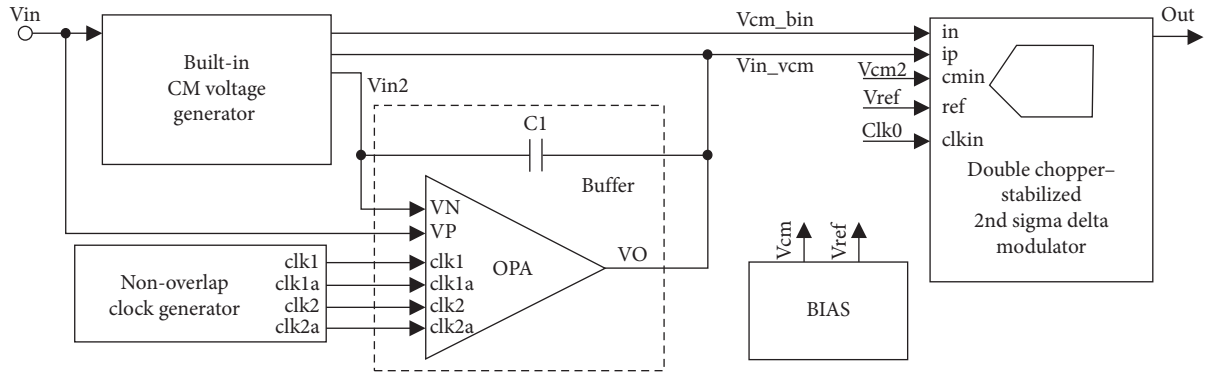 Vin
Built-in
CM voltage
generator
Vcm_bin
Vin_vcm
Vin2
C1
Buffer
VN
VP
clk1
clk1a
clk2
clk2a
OPA
VO
Non-overlap
clock generator
clk1
clk1a
clk2
clk2a
Vcm
Vref
BIAS
Vcm2
Vref
Clk0
in
ip
cmin
ref
clkin
Double chopper–
stabilized
2nd sigma delta
modulator
Out